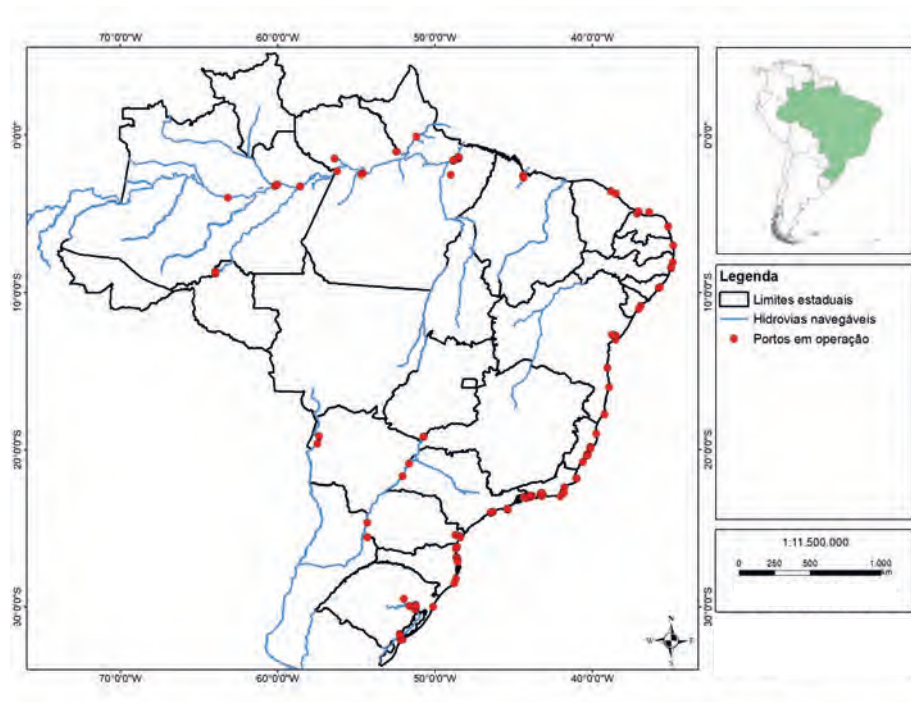 70°0'0"W 60°0'0"W 50°0'0"W 40°0'0"W
0°0'0" 0°0'0"
10°0'0"S 10°0'0"S
20°0'0"S 20°0'0"S
30°0'0"S 30°0'0"S
70°0'0"W 60°0'0"W 50°0'0"W 40°0'0"W
Legenda
Limites estaduais
Hidrovias navegáveis
Portos em operação
1:11.500.000
0 250 500 1.000
km
N
F
S